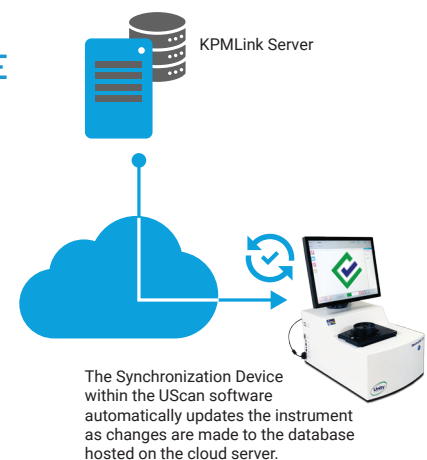 E
KPMLink Server
Unity
The Synchronization Device
within the UScan software
automatically updates the instrument
as changes are made to the database
hosted on the cloud server.